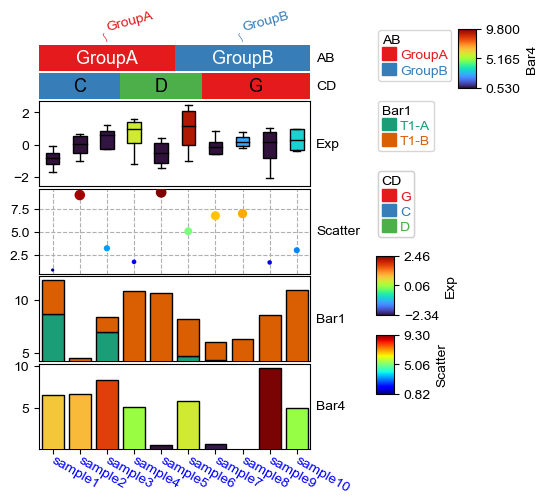 GroupA
GroupB
GroupA GroupB AB
C D G CD
2
0
−2
Exp
7.5
5.0
2.5
Scatter
10
5
Bar1
10
5
Bar4
sample1 sample2 sample3 sample4 sample5 sample6 sample7 sample8 sample9 sample10
AB
GroupA
GroupB
9.800
5.165
0.530
Bar4
Bar1
T1-A
T1-B
CD
G
C
D
2.46
0.06
−2.34
Exp
9.30
5.06
0.82
Scatter